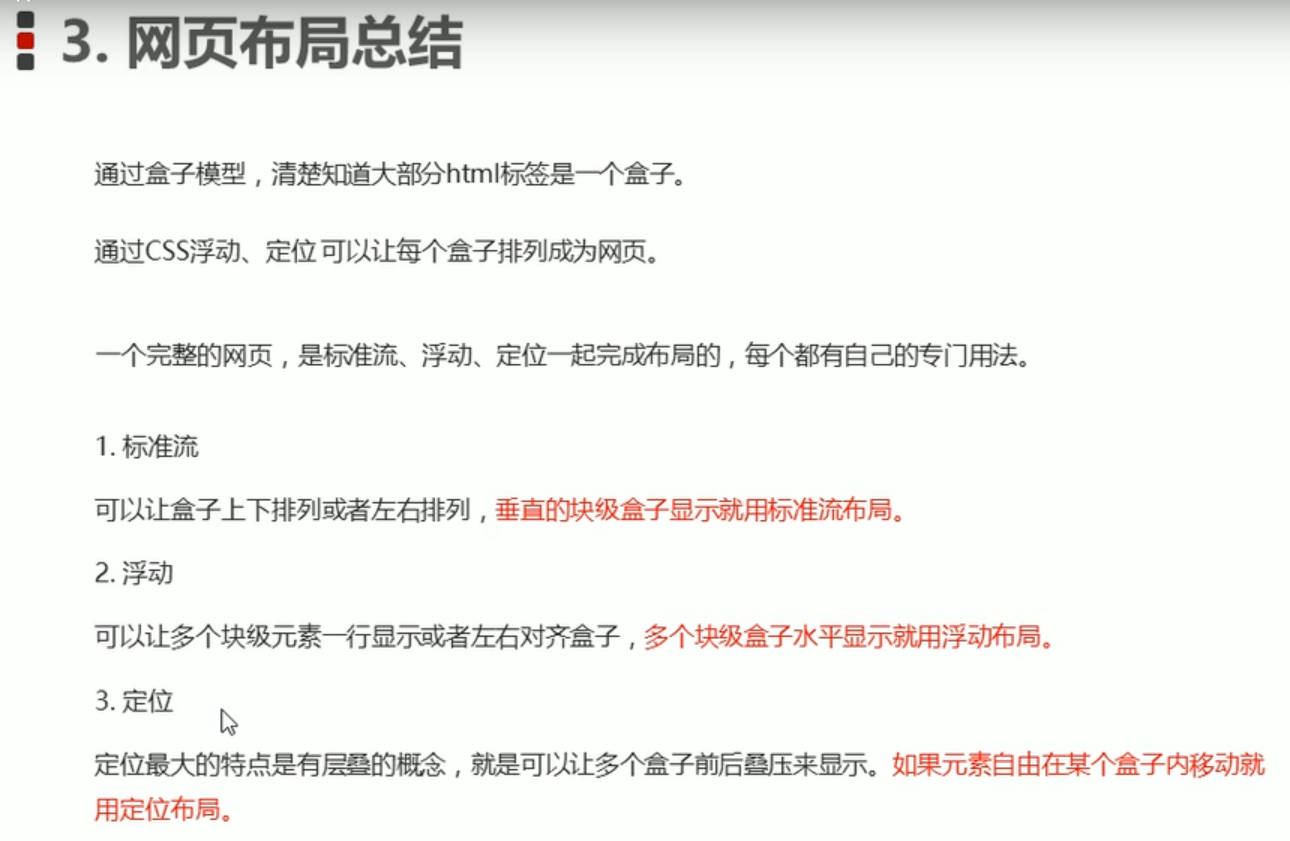 3. 网页布局总结
通过盒子模型，清楚知道大部分html标签是一个盒子。
通过CSS浮动、定位 可以让每个盒子排列成为网页。
一个完整的网页，是标准流、浮动、定位一起完成布局的，每个都有自己的专门用法。
1. 标准流
可以让盒子上下排列或者左右排列，垂直的块级盒子显示就用标准流布局。
2. 浮动
可以让多个块级元素一行显示或者左右对齐盒子，多个块级盒子水平显示就用浮动布局。
3. 定位
定位最大的特点是有层叠的概念，就是可以让多个盒子前后叠压来显示。如果元素自由在某个盒子内移动就
用定位布局。